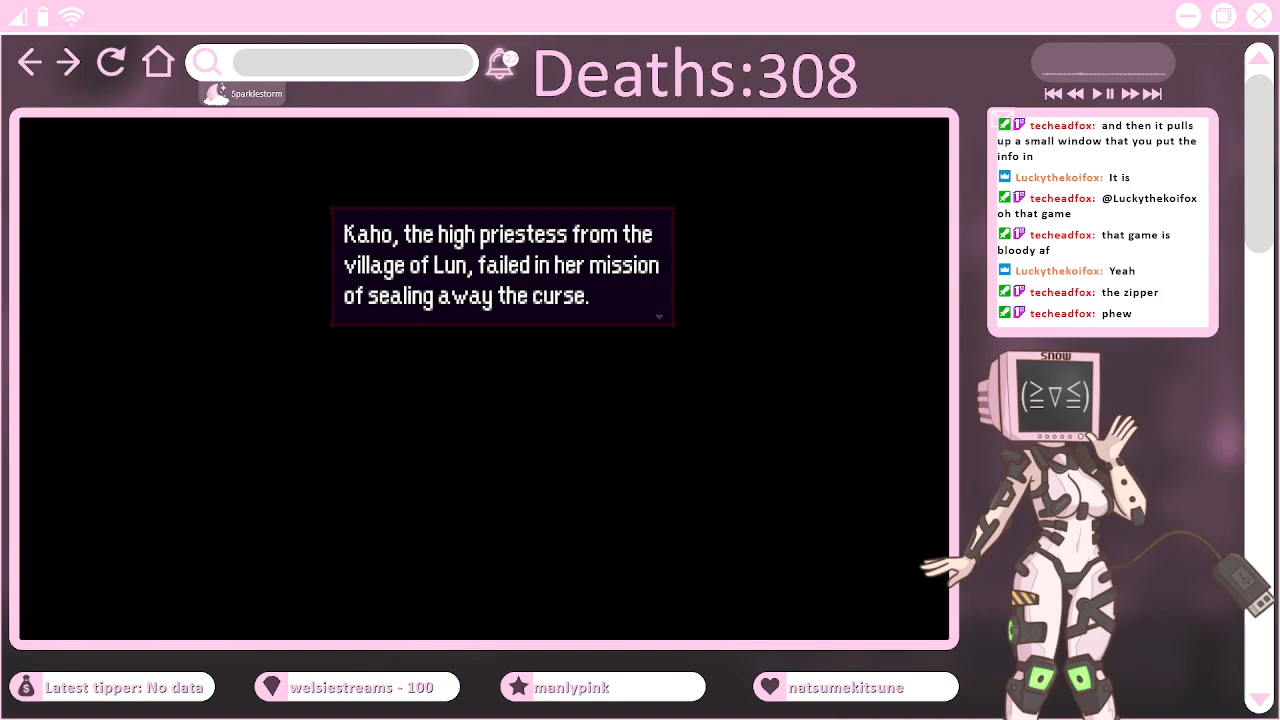 Deaths:308
Sparklestorm
Kaho, the high priestess from the
village of Lun, failed in her mission
of sealing away the curse.
techeadfox: and then it pulls
up a small window that you put the
info in
Luckythekoifox: It is
techeadfox: @Luckythekoifox
oh that game
techeadfox: that game is
bloody af
Luckythekoifox: Yeah
techeadfox: the zipper
techeadfox: phew
SNOW
(≧▽≦)
Latest tipper: No data
welsiestreams - 100
manlypink
natsumekitsune